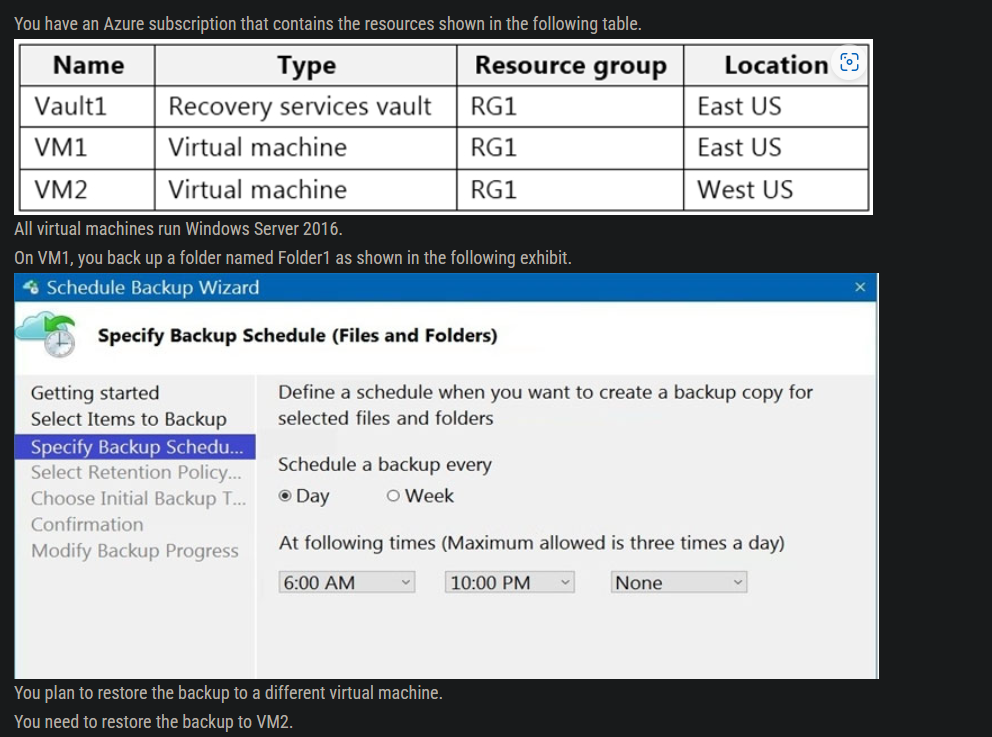 You have an Azure subscription that contains the resources shown in the following table.
Name Type Resource group Location
Vault1 Recovery services vault RG1 East US
VM1 Virtual machine RG1 East US
VM2 Virtual machine RG1 West US
All virtual machines run Windows Server 2016.
On VM1, you back up a folder named Folder1 as shown in the following exhibit.
Schedule Backup Wizard
Specify Backup Schedule (Files and Folders)
Getting started
Select Items to Backup
Specify Backup Schedu...
Select Retention Policy...
Choose Initial Backup T...
Confirmation
Modify Backup Progress
Define a schedule when you want to create a backup copy for
selected files and folders
Schedule a backup every
Day Week
At following times (Maximum allowed is three times a day)
6:00 AM 10:00 PM None
You plan to restore the backup to a different virtual machine.
You need to restore the backup to VM2.